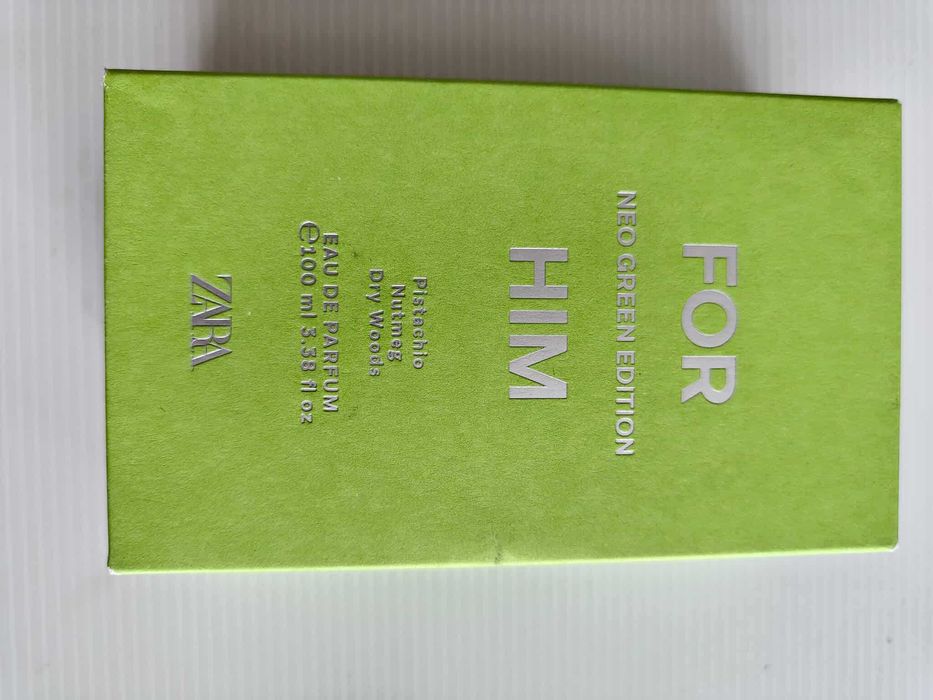 FOR
NEO GREEN EDITION
HIM
Pistachio
Nutmeg
Dry Woods
EAU DE PARFUM
℮100 ml 3.38 fl oz
ZARA